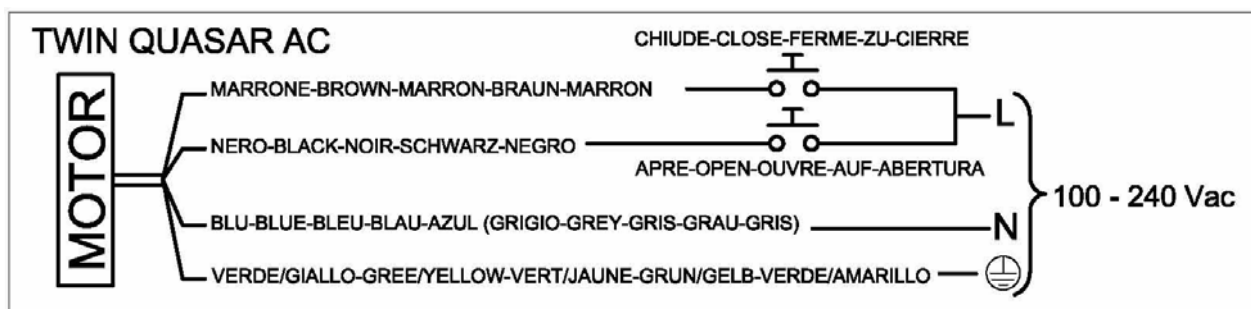 TWIN QUASAR AC
CHIUDE-CLOSE-FERME-ZU-CIERRE
MOTOR
MARRONE-BROWN-MARRON-BRAUN-MARRON
L
NERO-BLACK-NOIR-SCHWARZ-NEGRO
APRE-OPEN-OUVRE-AUF-ABERTURA
100 - 240 Vac
BLU-BLUE-BLEU-BLAU-AZUL (GRIGIO-GREY-GRIS-GRAU-GRIS)
N
VERDE/GIALLO-GREE/YELLOW-VERT/JAUNE-GRUN/GELB-VERDE/AMARILLO